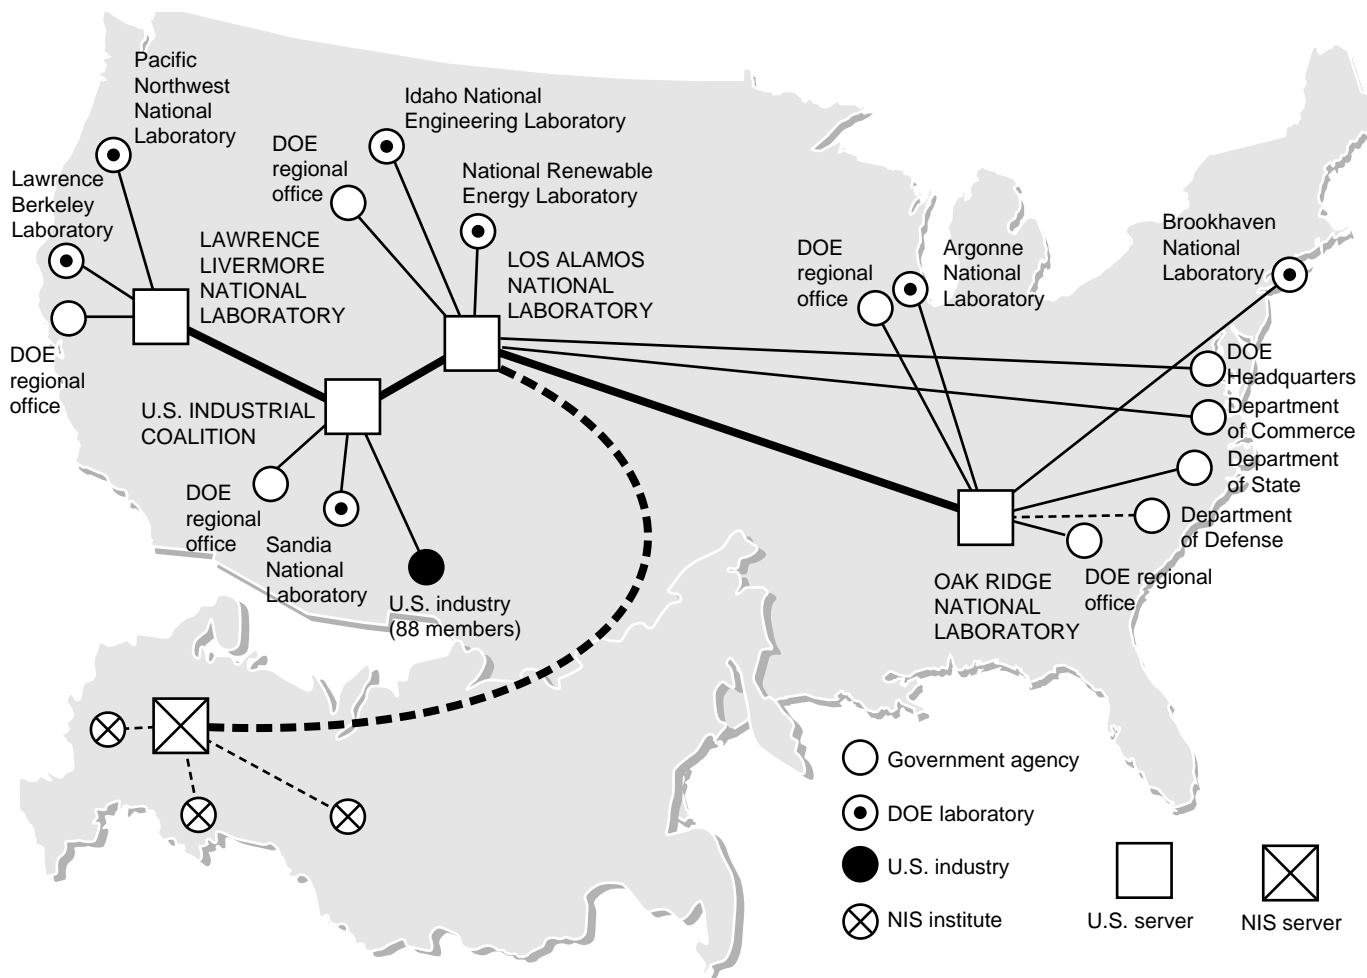 Pacific
Northwest
National
Laboratory
Idaho National
Engineering Laboratory
DOE
regional
office
National Renewable
Energy Laboratory
Lawrence
Berkeley
Laboratory
LAWRENCE
LIVERMORE
NATIONAL
LABORATORY
LOS ALAMOS
NATIONAL
LABORATORY
DOE
regional
office
Argonne
National
Laboratory
Brookhaven
National
Laboratory
DOE
regional
office
U.S. INDUSTRIAL
COALITION
DOE
Headquarters
Department
of Commerce
Department
of State
Department
of Defense
DOE
regional
office
Sandia
National
Laboratory
U.S. industry
(88 members)
OAK RIDGE
NATIONAL
LABORATORY
DOE regional
office
Government agency
DOE laboratory
U.S. industry
NIS institute
U.S. server
NIS server